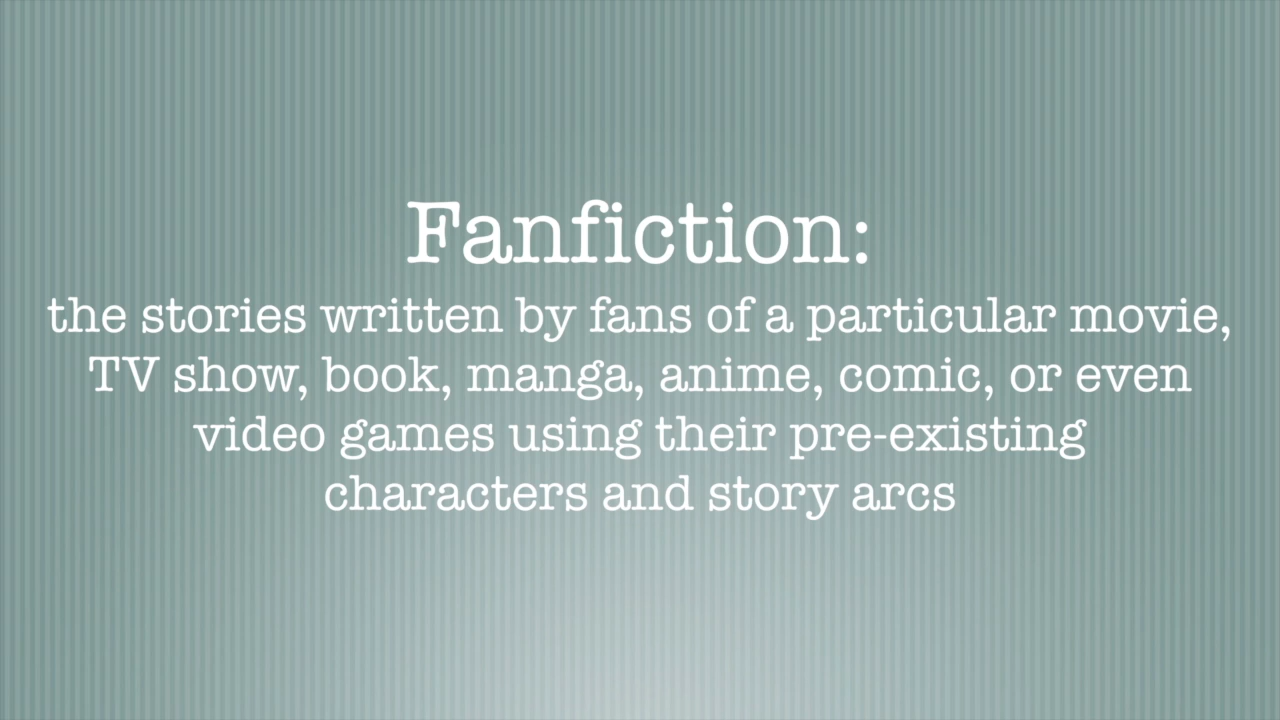 Fanfiction:
the stories written by fans of a particular movie,
TV show, book, manga, anime, comic, or even
video games using their pre-existing
characters and story arcs